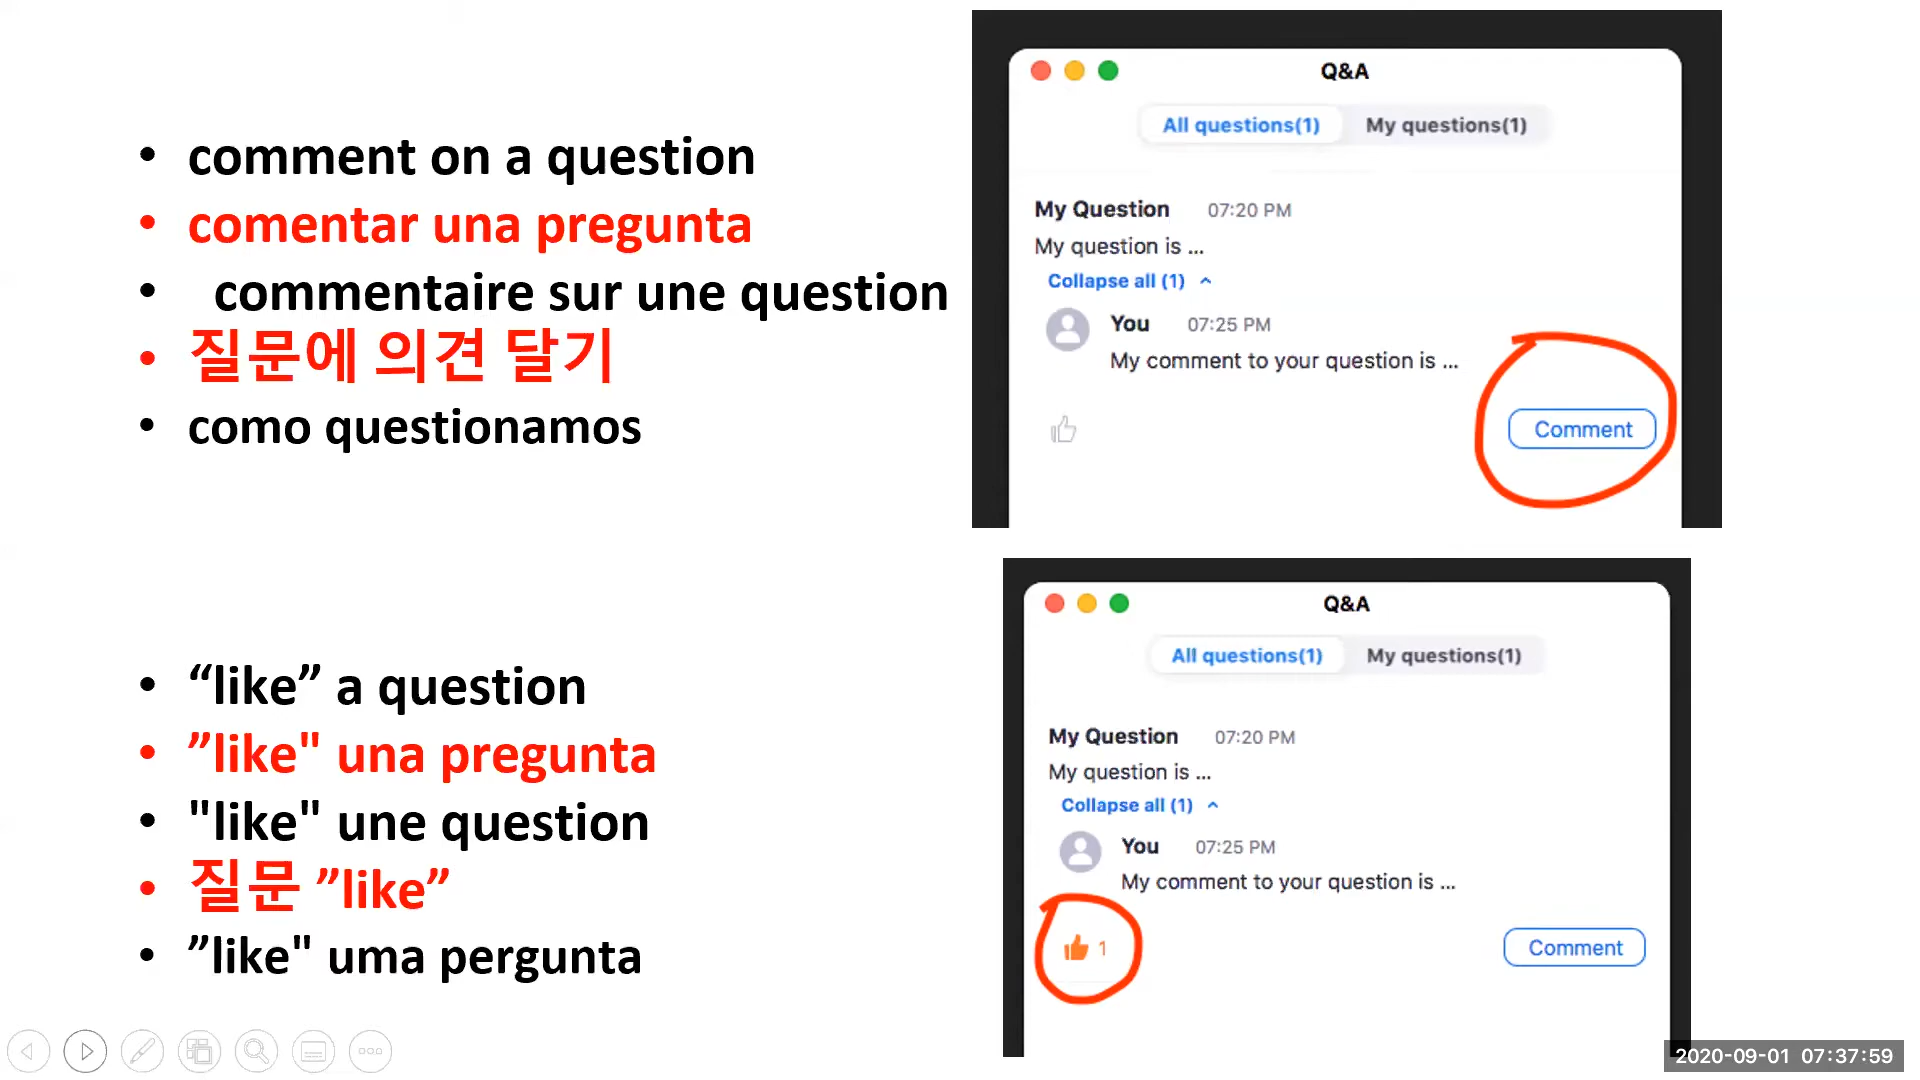 • comment on a question
• comentar una pregunta
• commentaire sur une question
• 질문에 의견 달기
• como questionamos
Q&A
All questions(1) My questions(1)
My Question 07:20 PM
My question is ...
Collapse all (1) ^
You 07:25 PM
My comment to your question is ...
Comment
• “like” a question
• ”like" una pregunta
• "like" une question
• 질문 ”like”
• ”like" uma pergunta
Q&A
All questions(1) My questions(1)
My Question 07:20 PM
My question is ...
Collapse all (1) ^
You 07:25 PM
My comment to your question is ...
1
Comment
2020-09-01 07:37:59